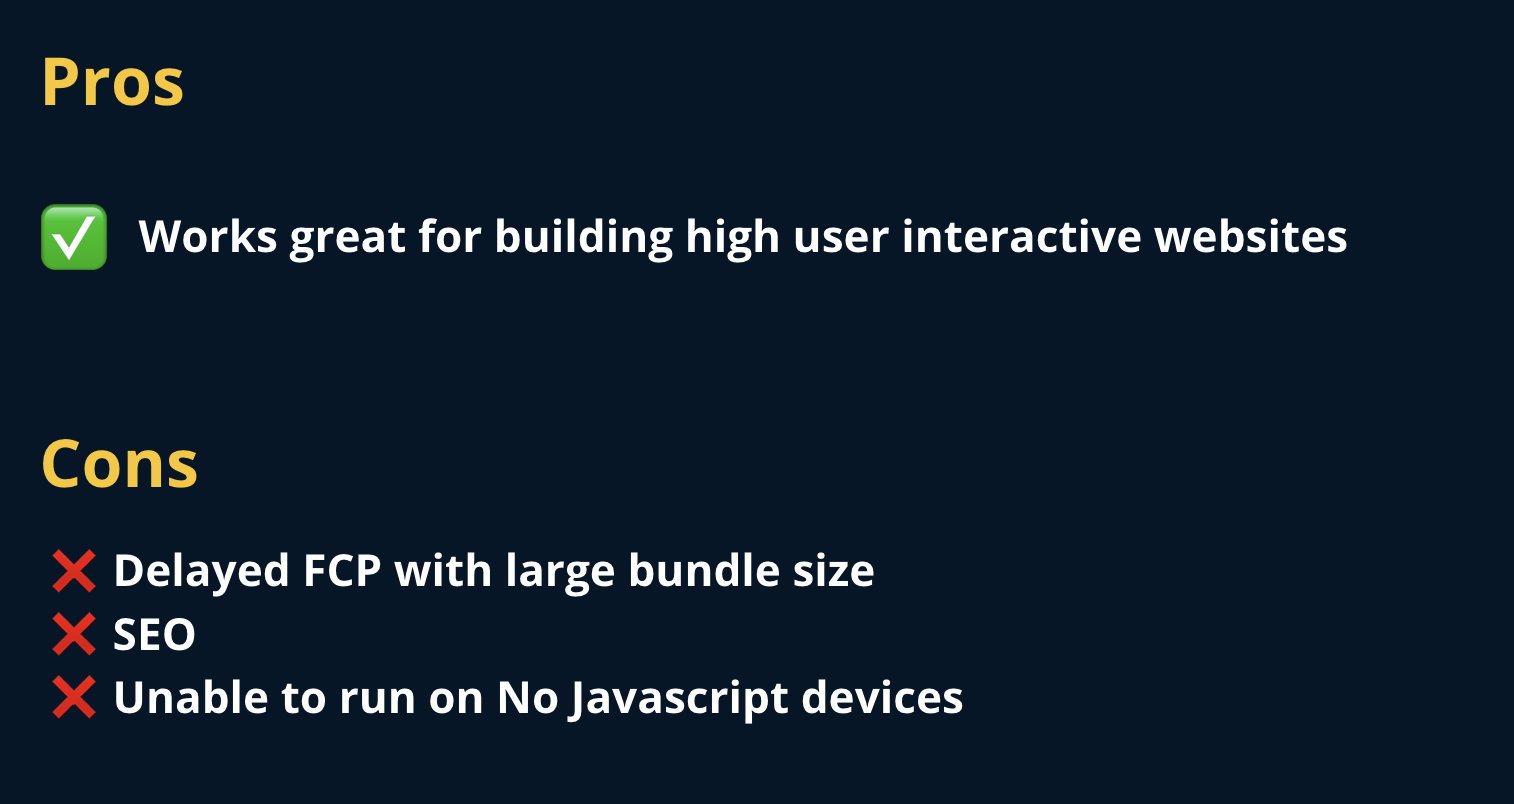 Pros
✅ Works great for building high user interactive websites
Cons
❌ Delayed FCP with large bundle size
❌ SEO
❌ Unable to run on No Javascript devices